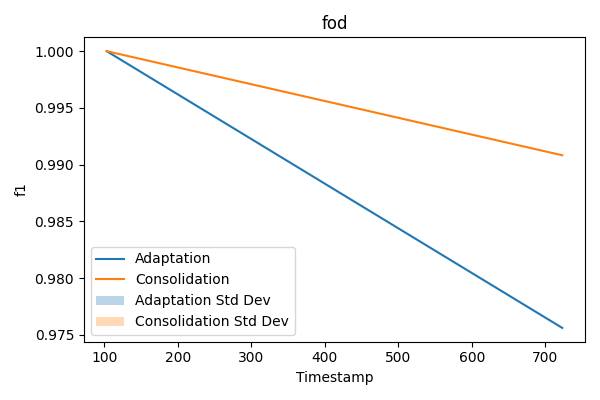 fod
1.000
0.995
0.990
0.985
0.980
0.975
f1
Adaptation
Consolidation
Adaptation Std Dev
Consolidation Std Dev
100 200 300 400 500 600 700
Timestamp